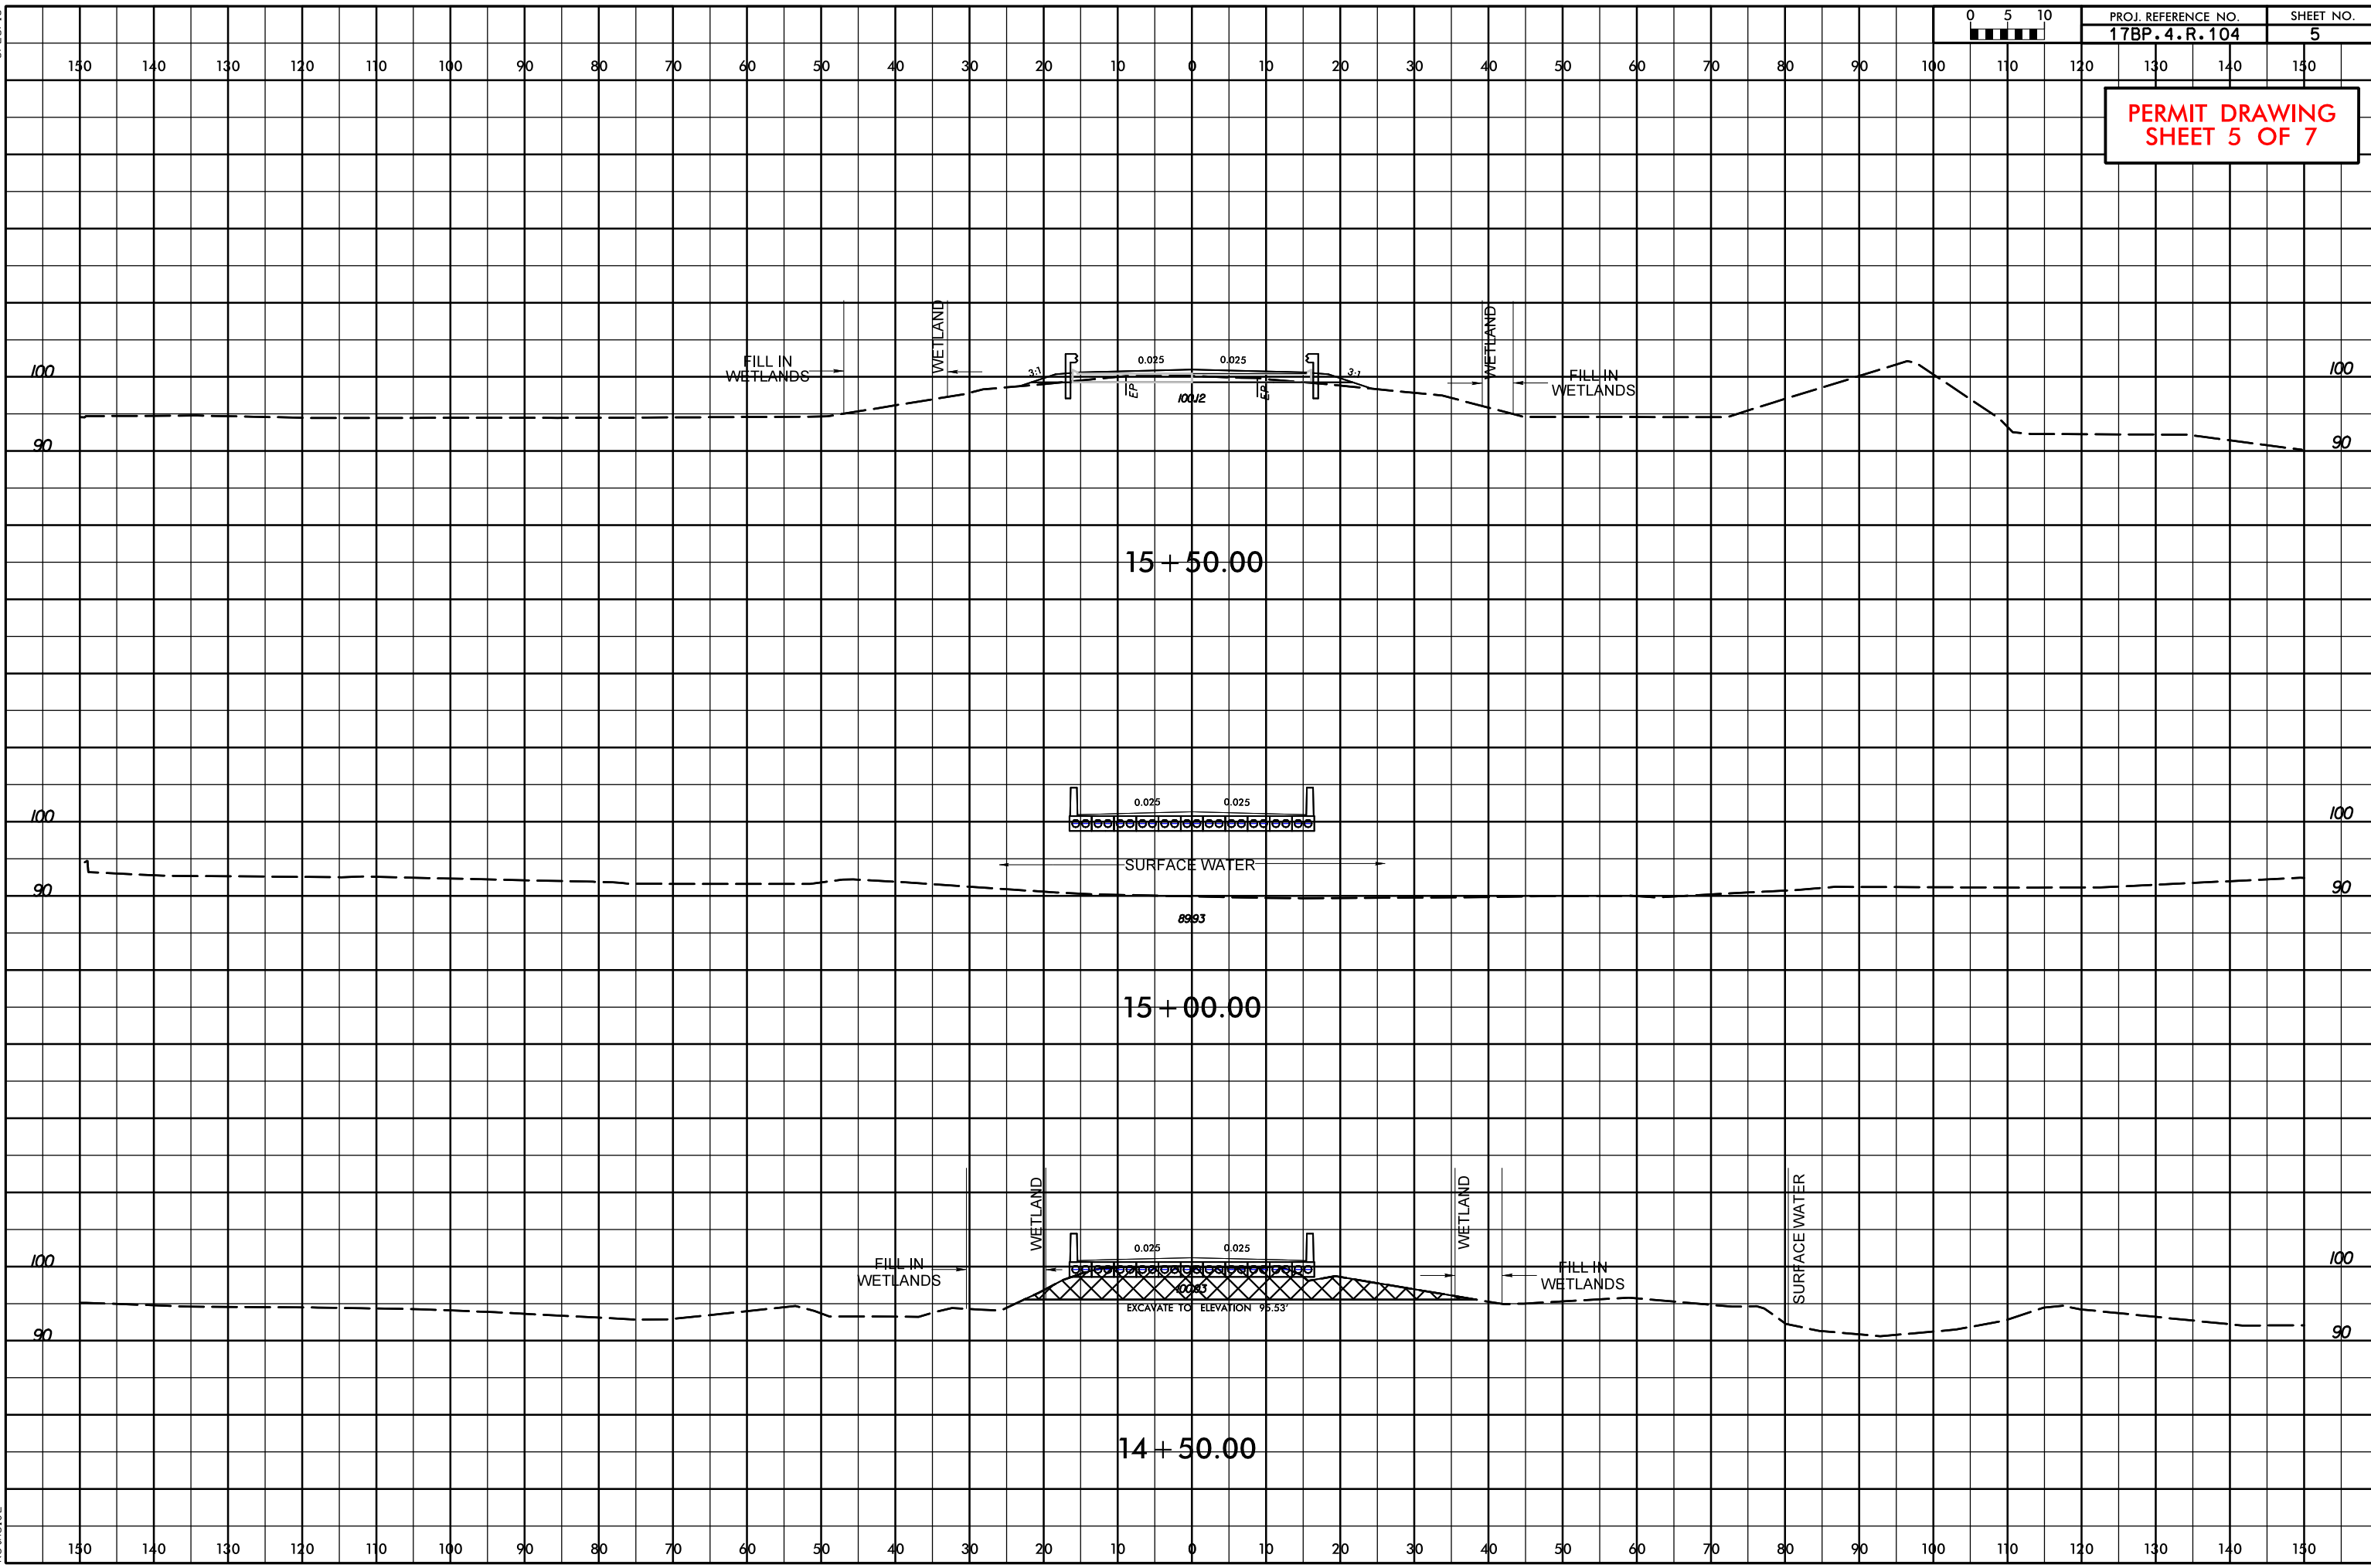 0 5 10
PROJ. REFERENCE NO. SHEET NO.
17BP.4.R.104 5
150 140 130 120 110 100 90 80 70 60 50 40 30 20 10 0 10 20 30 40 50 60 70 80 90 100 110 120 130 140 150
PERMIT DRAWING
SHEET 5 OF 7
WETLAND
WETLAND
FILL IN
WETLANDS
0.025 0.025
3:1
3:1
FILL IN
WETLANDS
100 100
EP
EP
100.12
90 90
15+50.00
0.025 0.025
100 100
SURFACE WATER
90 90
89.93
15+00.00
WETLAND
WETLAND
SURFACE WATER
0.025 0.025
FILL IN
WETLANDS
FILL IN
WETLANDS
100 100
EXCAVATE TO ELEVATION 95.53'
90 90
14+50.00
150 140 130 120 110 100 90 80 70 60 50 40 30 20 10 0 10 20 30 40 50 60 70 80 90 100 110 120 130 140 150